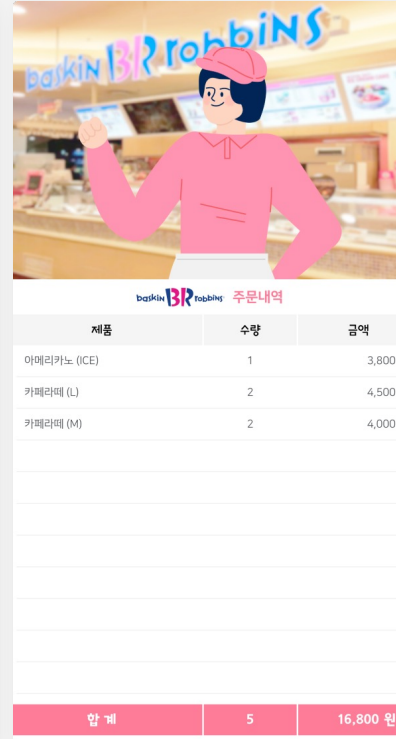 baskin BR robbins
baskin BR robbins 주문내역
제품 수량 금액
아메리카노 (ICE) 1 3,800
카페라떼 (L) 2 4,500
카페라떼 (M) 2 4,000
합 계 5 16,800 원